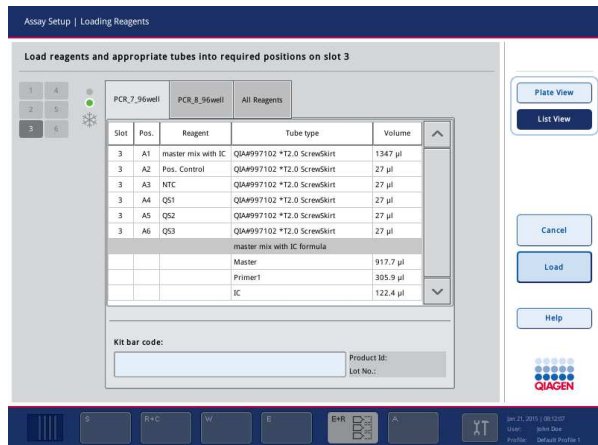 Assay Setup | Loading Reagents
Load reagents and appropriate tubes into required positions on slot 3
1 4
2 5
3 6
PCR_7_96well PCR_8_96well All Reagents
Slot Pos. Reagent Tube type Volume
3 A1 master mix with IC QIA#997102 *T2.0 ScrewSkirt 1347 µl
3 A2 Pos. Control QIA#997102 *T2.0 ScrewSkirt 27 µl
3 A3 NTC QIA#997102 *T2.0 ScrewSkirt 27 µl
3 A4 QS1 QIA#997102 *T2.0 ScrewSkirt 27 µl
3 A5 QS2 QIA#997102 *T2.0 ScrewSkirt 27 µl
3 A6 QS3 QIA#997102 *T2.0 ScrewSkirt 27 µl
master mix with IC formula
Master 917.7 µl
Primer1 305.9 µl
IC 122.4 µl
Kit bar code:
Product Id:
Lot No.:
Plate View
List View
Cancel
Load
Help
QIAGEN
S R+C W E E+R A
Jan 21, 2015 | 08:12:07
User: John Doe
Profile: Default Profile 1